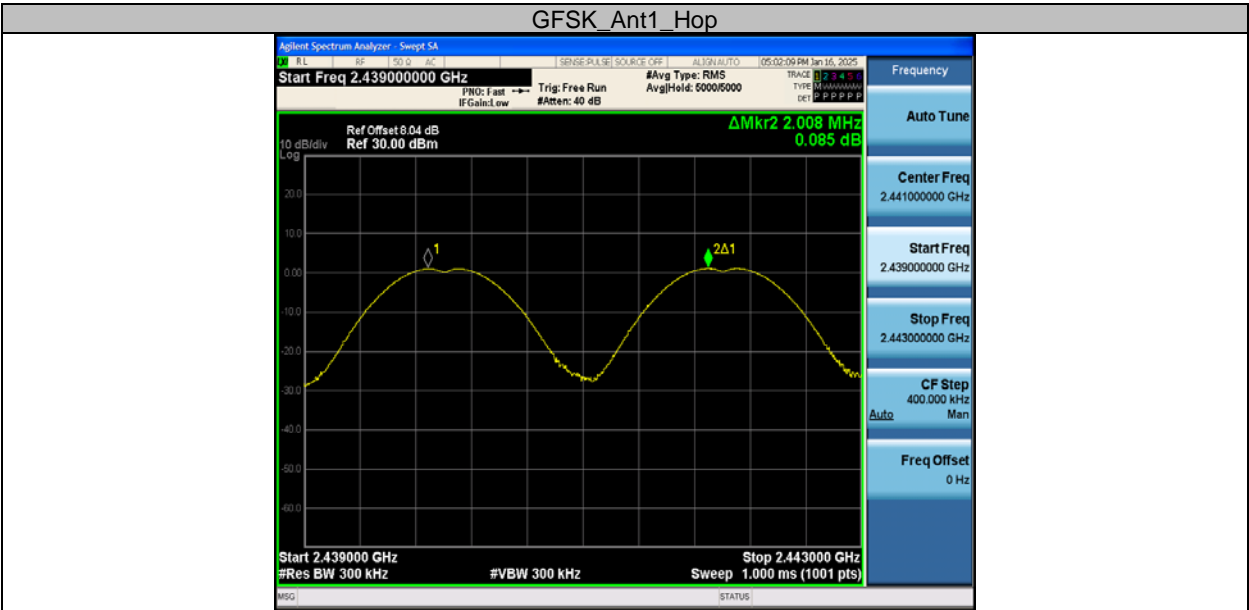 GFSK_Ant1_Hop
Agilent Spectrum Analyzer - Swept SA
RL RF 50 Ω AC SENSE:PULSE SOURCE OFF ALIGN AUTO 05:02:09 PM Jan 16, 2025
Start Freq 2.439000000 GHz
PNO: Fast
IFGain:Low
Trig: Free Run
#Atten: 40 dB
#Avg Type: RMS
Avg|Hold: 5000/5000
TRACE 1 2 3 4 5 6
TYPE M
DET P P P P P P
Ref Offset 8.04 dB
10 dB/div Ref 30.00 dBm
Log
ΔMkr2 2.008 MHz
0.085 dB
20.0
10.0
0.00
-10.0
-20.0
-30.0
-40.0
-50.0
-60.0
1
2Δ1
Start 2.439000 GHz Stop 2.443000 GHz
#Res BW 300 kHz #VBW 300 kHz Sweep 1.000 ms (1001 pts)
MSG STATUS
Frequency
Auto Tune
Center Freq
2.441000000 GHz
Start Freq
2.439000000 GHz
Stop Freq
2.443000000 GHz
CF Step
400.000 kHz
Auto Man
Freq Offset
0 Hz